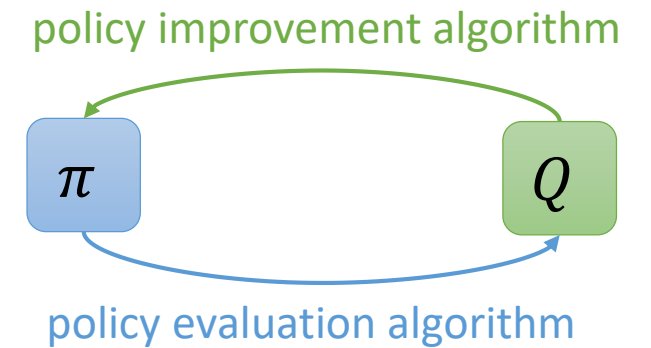 policy improvement algorithm
π
Q
policy evaluation algorithm